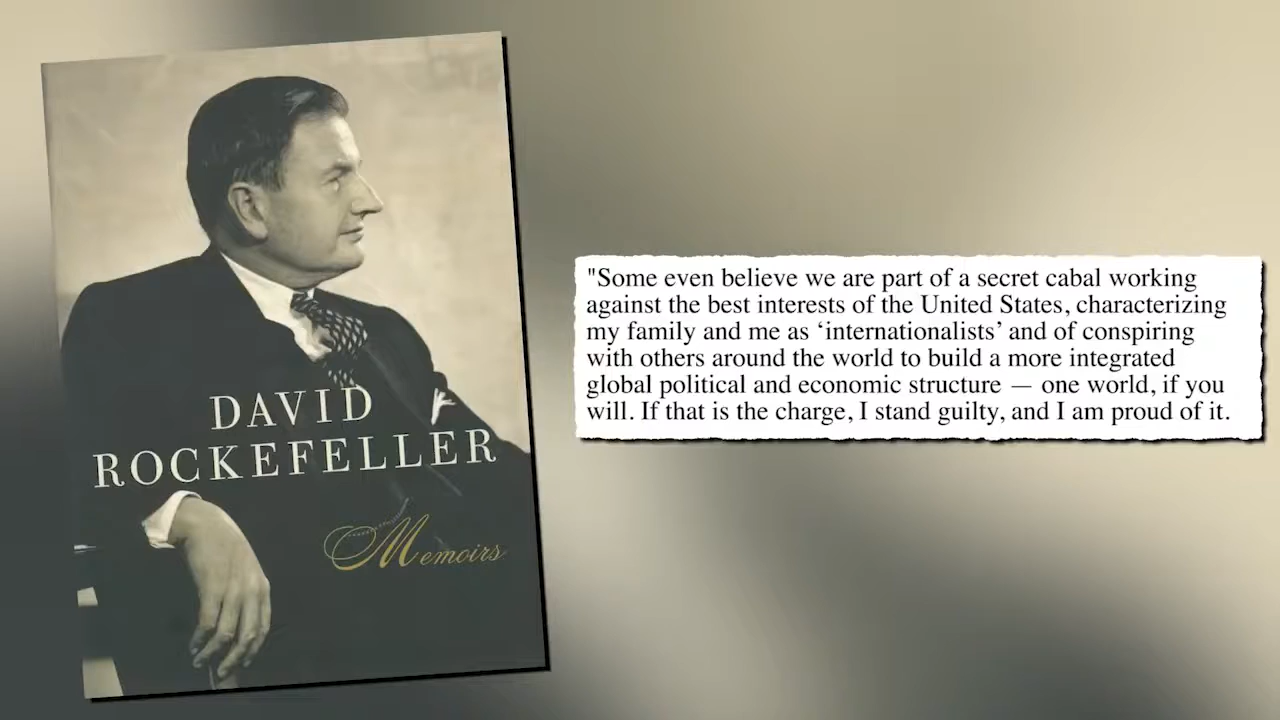 DAVID
ROCKEFELLER
Memoirs
"Some even believe we are part of a secret cabal working
against the best interests of the United States, characterizing
my family and me as ‘internationalists’ and of conspiring
with others around the world to build a more integrated
global political and economic structure — one world, if you
will. If that is the charge, I stand guilty, and I am proud of it.